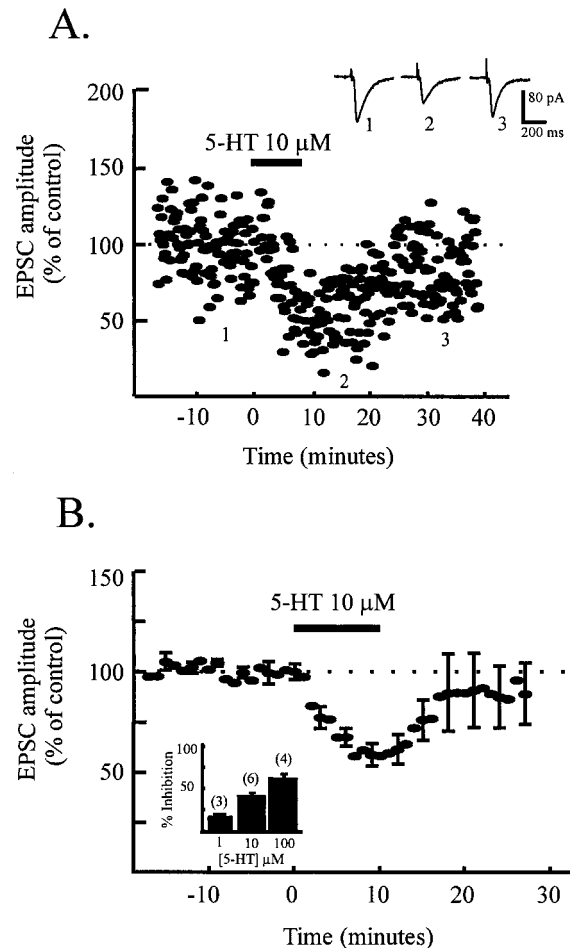 A.
200
150
100
50
EPSC amplitude
(% of control)
5-HT 10 μM
1
2
3
80 pA
200 ms
1
2
3
-10
0
10
20
30
40
Time (minutes)
B.
150
100
50
EPSC amplitude
(% of control)
5-HT 10 μM
100
50
% Inhibition
(3)
(6)
(4)
1
10
100
[5-HT] μM
-10
0
10
20
30
Time (minutes)